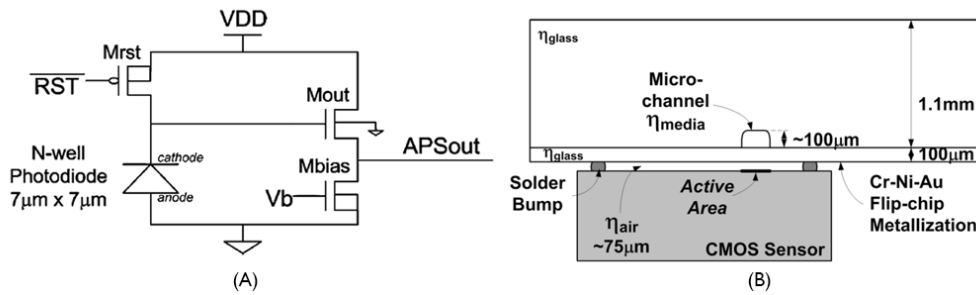 VDD
Mrst
RST
Mout
N-well
Photodiode
7μm x 7μm
cathode
anode
Mbias
Vb
APSout
(A)
ηglass
Micro-
channel
ηmedia
~100μm
1.1mm
ηglass
100μm
Solder
Bump
Active
Area
Cr-Ni-Au
Flip-chip
Metallization
ηair
~75μm
CMOS Sensor
(B)